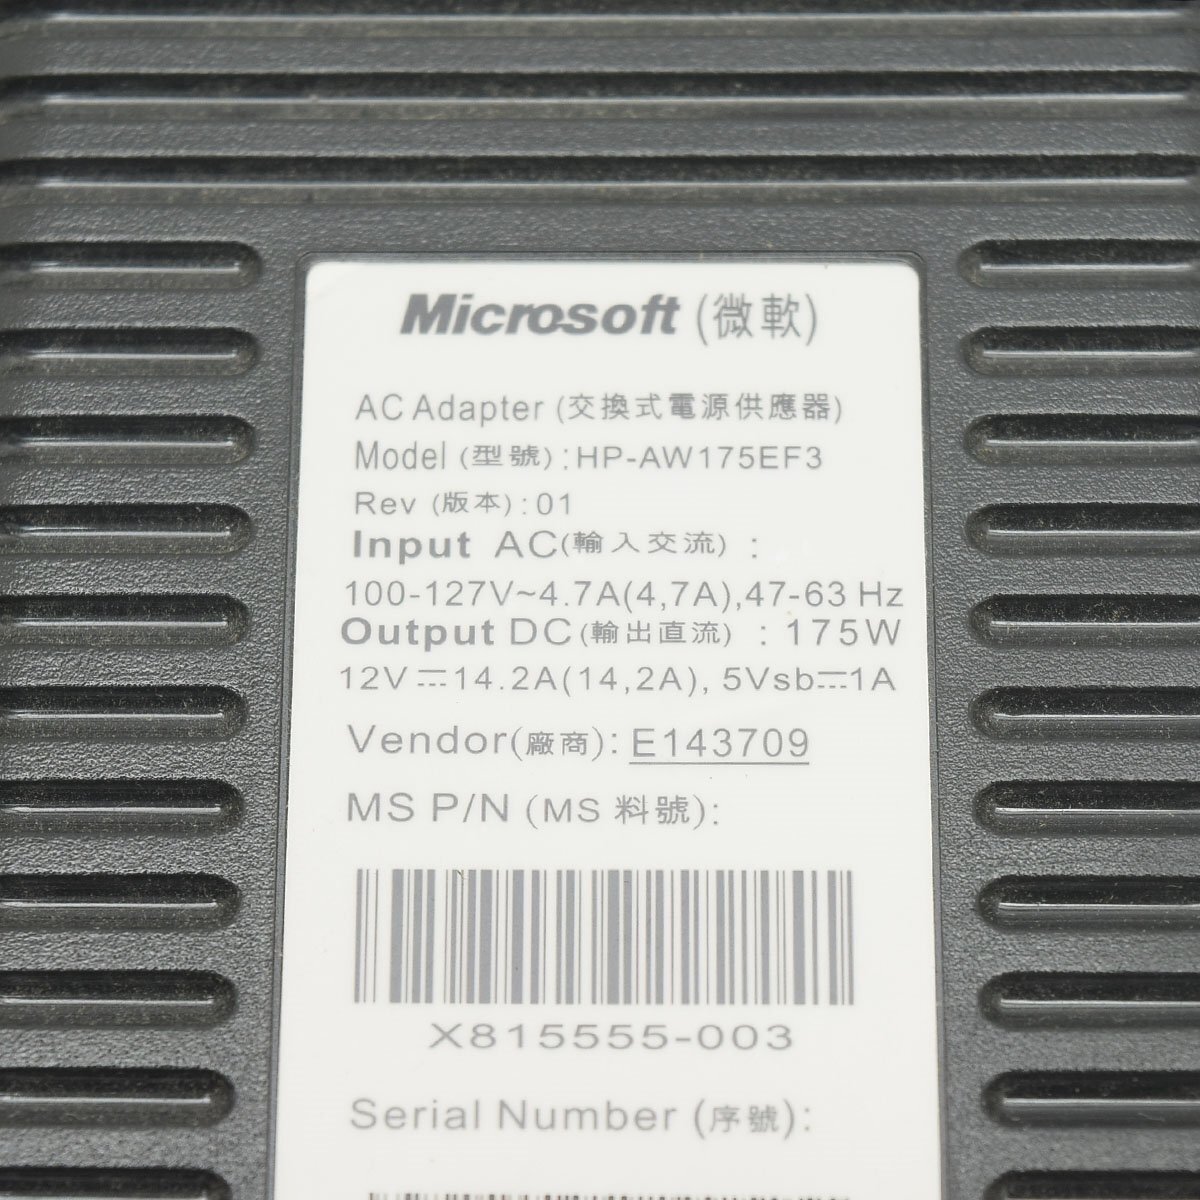 Microsoft (微軟)
AC Adapter (交換式電源供應器)
Model (型號):HP-AW175EF3
Rev (版本):01
Input AC(輸入交流) :
100-127V~4.7A(4,7A),47-63 Hz
Output DC(輸出直流) : 175W
12V⎓14.2A(14,2A), 5Vsb⎓1A
Vendor(廠商): E143709
MS P/N (MS 料號):
X815555-003
Serial Number (序號):